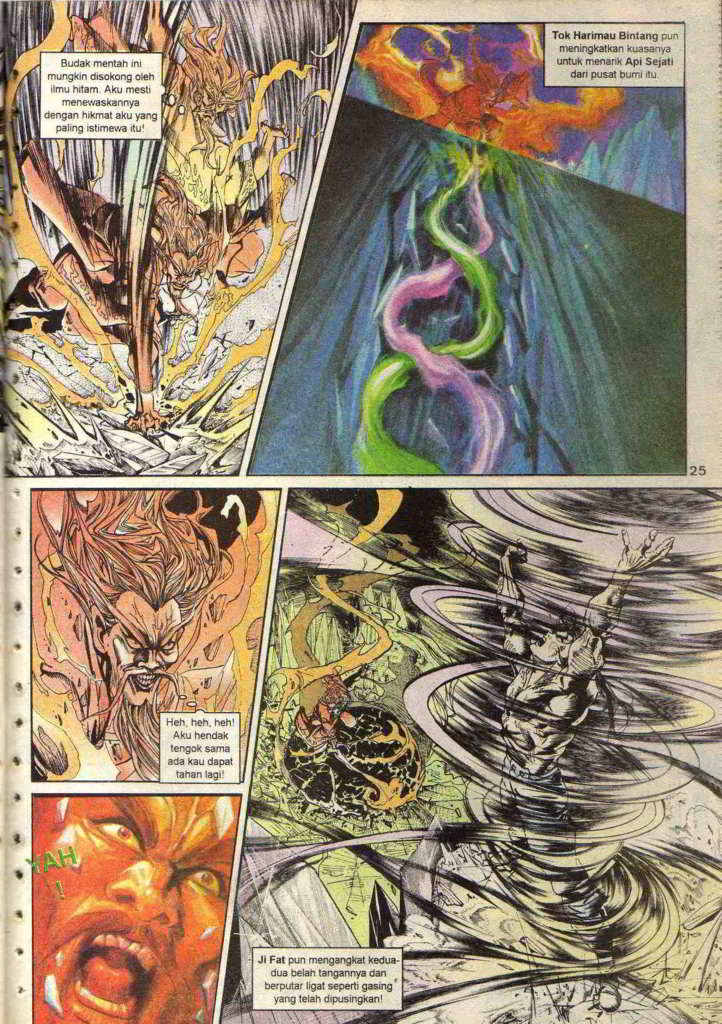 Budak mentah ini
mungkin disokong oleh
ilmu hitam. Aku mesti
menewaskannya
dengan hikmat aku yang
paling istimewa itu!
Tok Harimau Bintang pun
meningkatkan kuasanya
untuk menarik Api Sejati
dari pusat bumi itu.
25
Heh, heh, heh!
Aku hendak
tengok sama
ada kau dapat
tahan lagi!
YAH
!
Ji Fat pun mengangkat kedua-
dua belah tangannya dan
berputar ligat seperti gasing
yang telah dipusingkan!